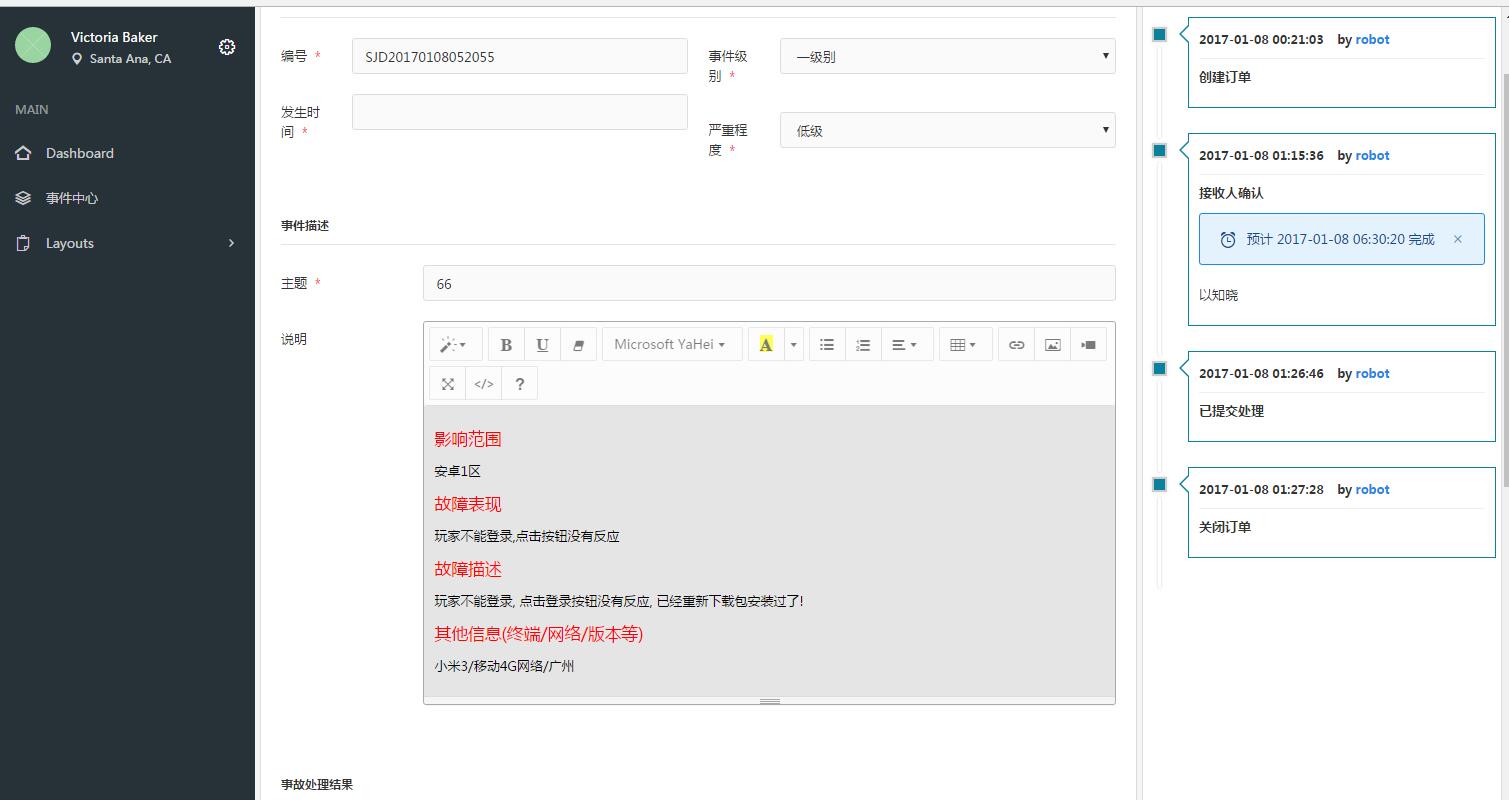 Victoria Baker
Santa Ana, CA
MAIN
Dashboard
事件中心
Layouts
编号 *
SJD20170108052055
事件级
别 *
一级别
发生时
间 *
严重程
度 *
低级
事件描述
主题 *
66
说明
B U Microsoft YaHei A
</> ?
影响范围
安卓1区
故障表现
玩家不能登录,点击按钮没有反应
故障描述
玩家不能登录, 点击登录按钮没有反应, 已经重新下载包安装过了!
其他信息(终端/网络/版本等)
小米3/移动4G网络/广州
事故处理结果
2017-01-08 00:21:03 by robot
创建订单
2017-01-08 01:15:36 by robot
接收人确认
预计 2017-01-08 06:30:20 完成 ×
以知晓
2017-01-08 01:26:46 by robot
已提交处理
2017-01-08 01:27:28 by robot
关闭订单